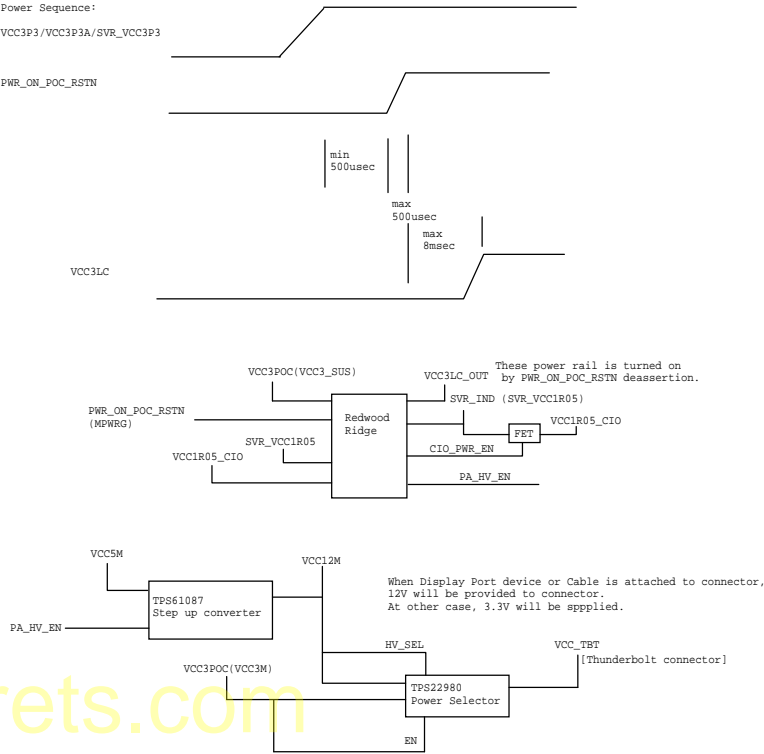 Power Sequence:
VCC3P3/VCC3P3A/SVR_VCC3P3
PWR_ON_POC_RSTN
min
500usec
max
500usec
max
8msec
VCC3LC
VCC3POC(VCC3_SUS)
VCC3LC_OUT
These power rail is turned on
by PWR_ON_POC_RSTN deassertion.
SVR_IND (SVR_VCC1R05)
PWR_ON_POC_RSTN
(MPWRG)
Redwood
Ridge
VCC1R05_CIO
FET
SVR_VCC1R05
CIO_PWR_EN
VCC1R05_CIO
PA_HV_EN
VCC5M
VCC12M
When Display Port device or Cable is attached to connector,
12V will be provided to connector.
At other case, 3.3V will be sppplied.
TPS61087
Step up converter
PA_HV_EN
HV_SEL
VCC_TBT
[Thunderbolt connector]
VCC3POC(VCC3M)
TPS22980
Power Selector
EN
rets.com